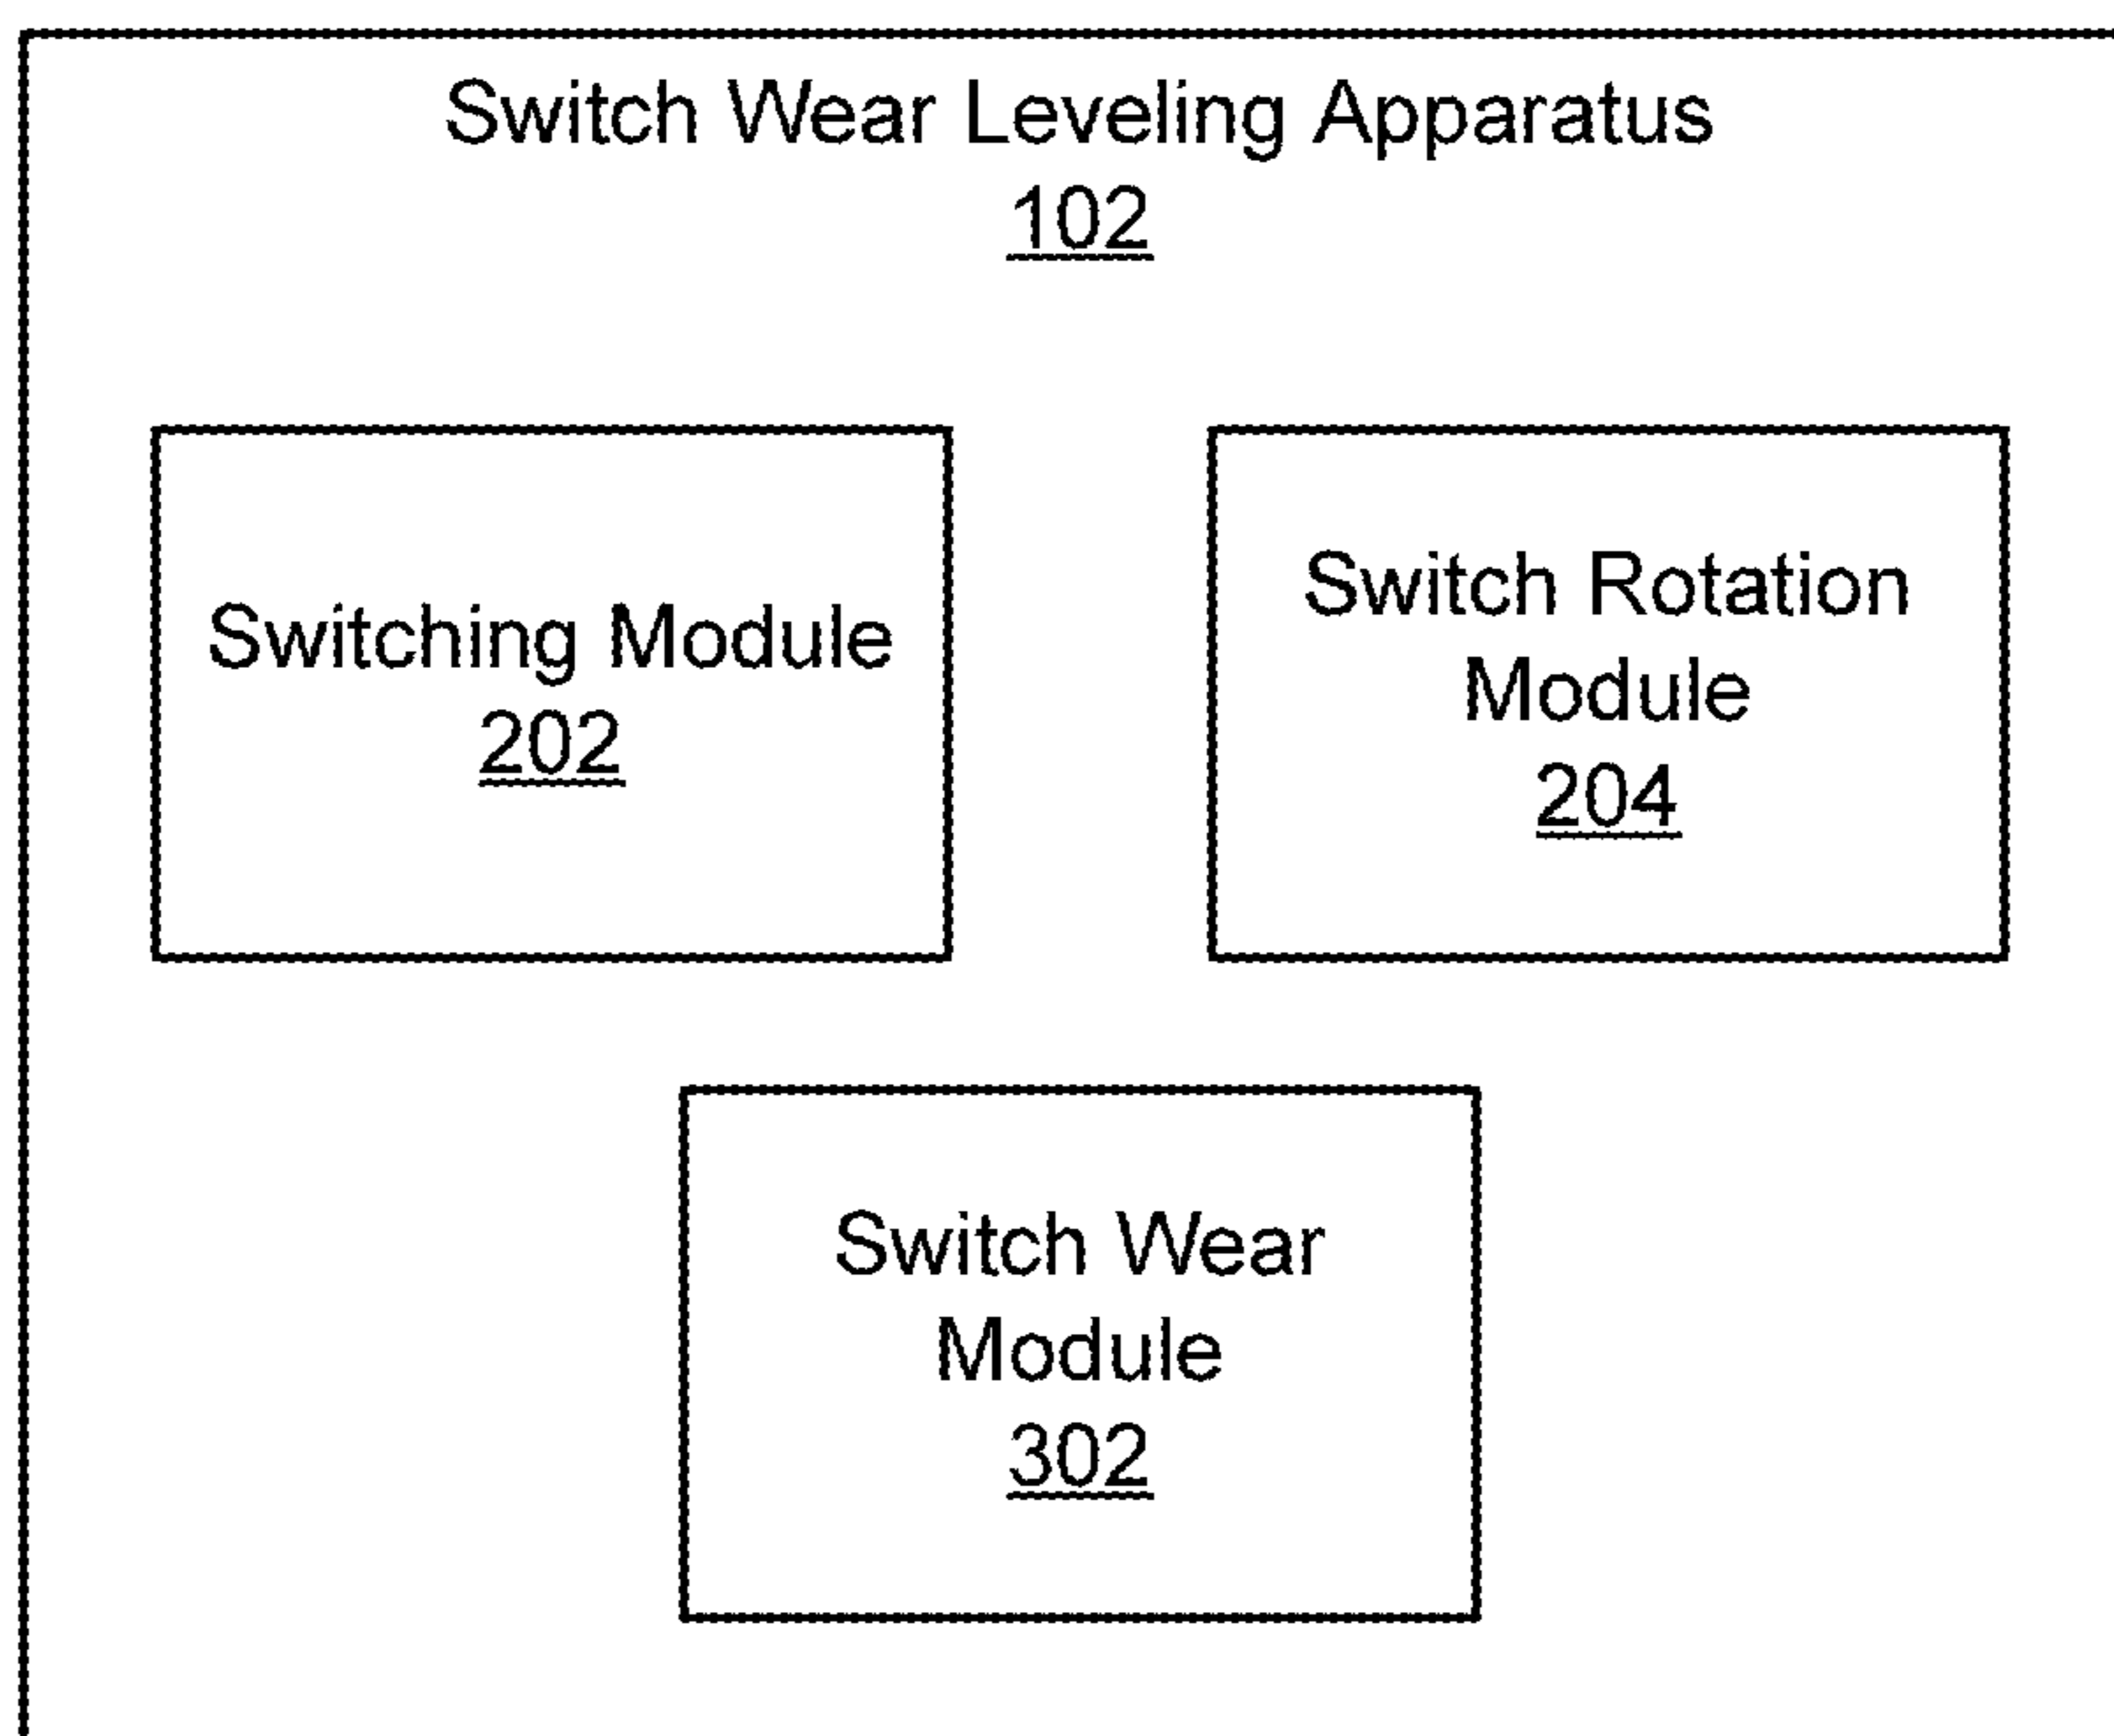 Switch Wear Leveling Apparatus
102
Switching Module
202
Switch Rotation
Module
204
Switch Wear
Module
302